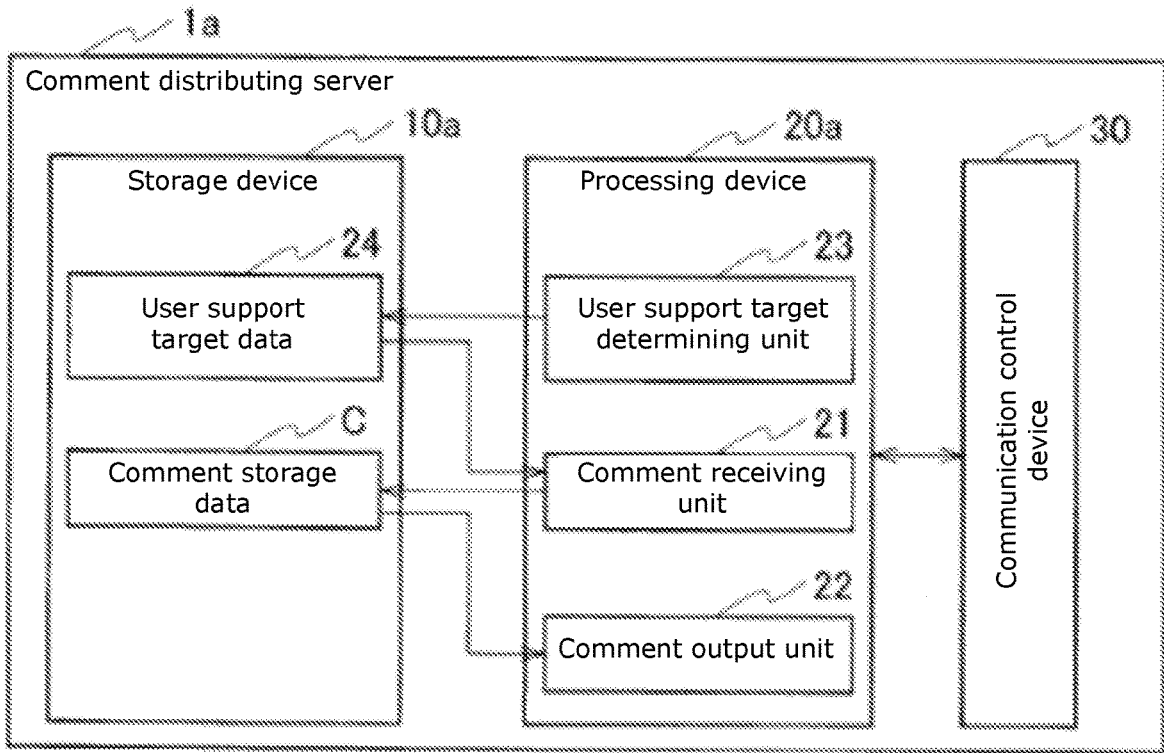 1a
Comment distributing server
10a
20a
30
Storage device
Processing device
24
23
User support
target data
User support target
determining unit
C
21
Comment storage
data
Comment receiving
unit
22
Comment output unit
Communication control
device